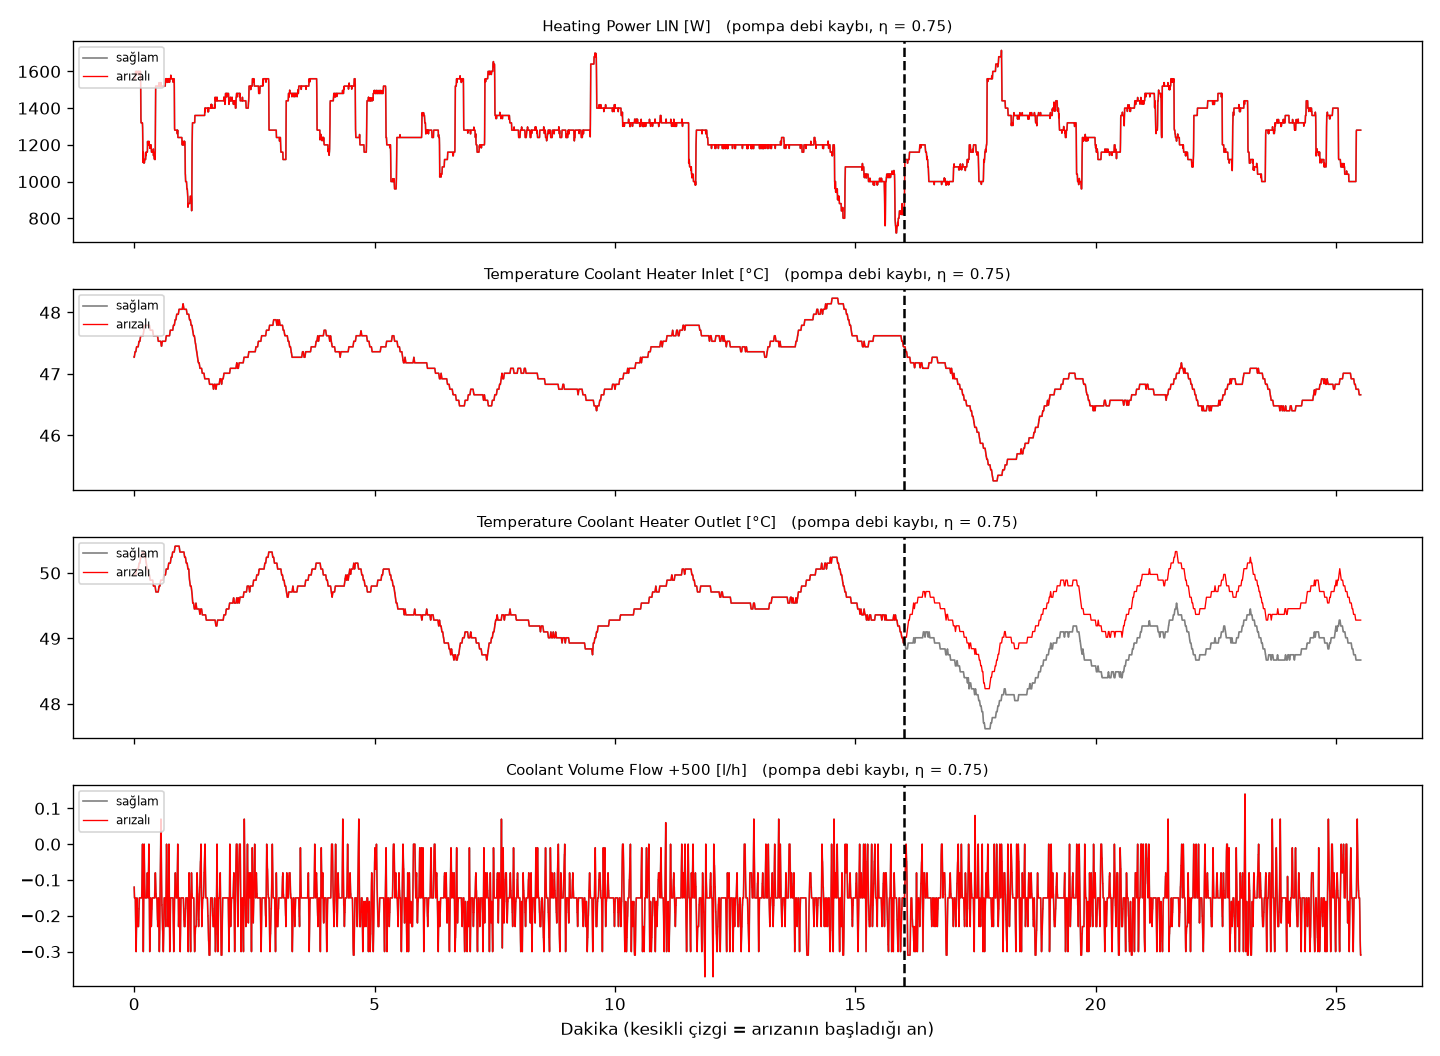 Heating Power LIN [W]   (pompa debi kaybı, η = 0.75)
sağlam
arızalı
1600
1400
1200
1000
800
Temperature Coolant Heater Inlet [°C]   (pompa debi kaybı, η = 0.75)
sağlam
arızalı
48
47
46
Temperature Coolant Heater Outlet [°C]   (pompa debi kaybı, η = 0.75)
sağlam
arızalı
50
49
48
Coolant Volume Flow +500 [l/h]   (pompa debi kaybı, η = 0.75)
sağlam
arızalı
0.1
0.0
−0.1
−0.2
−0.3
0 5 10 15 20 25
Dakika (kesikli çizgi = arızanın başladığı an)